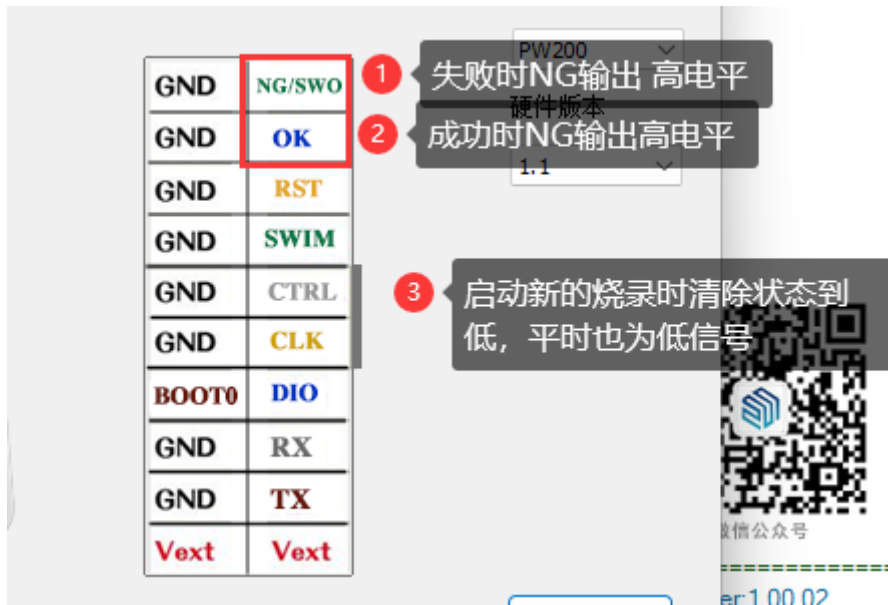 PW200
GND NG/SWO
1 失败时NG输出 高电平
硬件版本
GND OK
2 成功时NG输出高电平
1.1
GND RST
GND SWIM
GND CTRL
3 启动新的烧录时清除状态到
低，平时也为低信号
GND CLK
BOOT0 DIO
GND RX
GND TX
微信公众号
Vext Vext
er:1.00.02